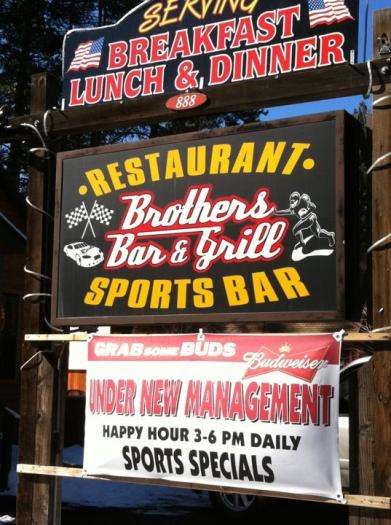 SERVING
BREAKFAST
LUNCH & DINNER
888
RESTAURANT
Brothers
Bar & Grill
SPORTS BAR
GRAB SOME BUDS
Budweiser
UNDER NEW MANAGEMENT
HAPPY HOUR 3-6 PM DAILY
SPORTS SPECIALS